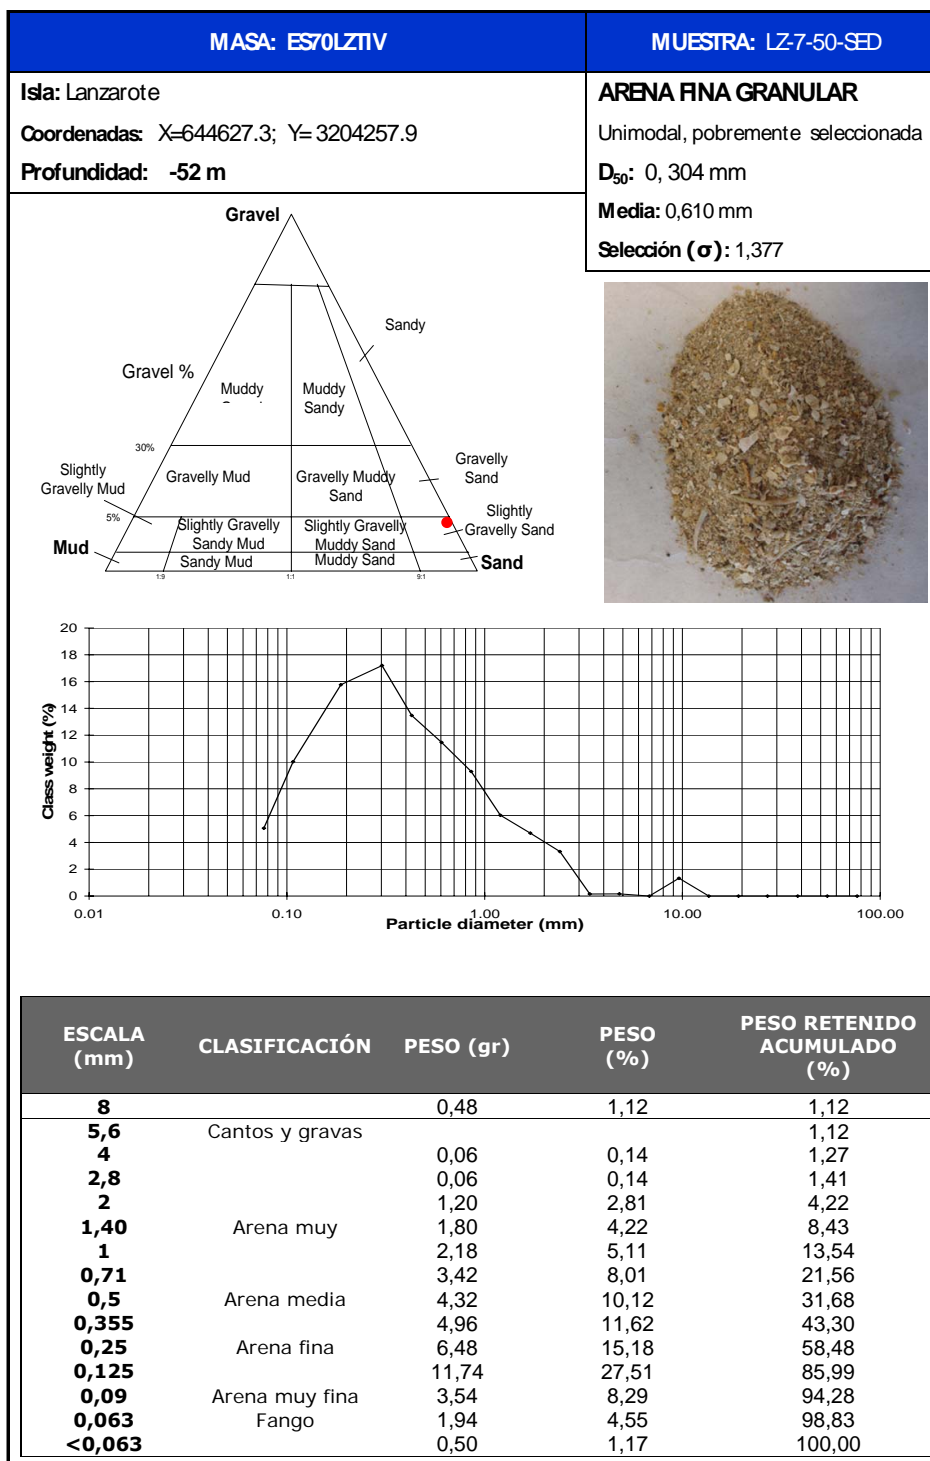 MASA: ES70LZTIV
MUESTRA: LZ-7-50-SED
Isla: Lanzarote
Coordenadas: X=644627.3; Y= 3204257.9
Profundidad: -52 m
ARENA FINA GRANULAR
Unimodal, pobremente seleccionada
D50: 0, 304 mm
Media: 0,610 mm
Selección (σ): 1,377
Gravel
Sandy
Gravel %
Muddy
Muddy
Sandy
30%
Slightly
Gravelly Mud
Gravelly Mud
Gravelly Muddy
Sand
Gravelly
Sand
5%
Slightly Gravelly
Sandy Mud
Slightly Gravelly
Muddy Sand
Slightly
Gravelly Sand
Mud
Sandy Mud
Muddy Sand
Sand
1:9
1:1
9:1
20
18
16
14
12
10
8
6
4
2
0
Class weight (%)
0.01
0.10
1.00
10.00
100.00
Particle diameter (mm)
ESCALA (mm) CLASIFICACIÓN PESO (gr) PESO (%) PESO RETENIDO ACUMULADO (%)
8 0,48 1,12 1,12
5,6 Cantos y gravas 1,12
4 0,06 0,14 1,27
2,8 0,06 0,14 1,41
2 1,20 2,81 4,22
1,40 Arena muy 1,80 4,22 8,43
1 2,18 5,11 13,54
0,71 3,42 8,01 21,56
0,5 Arena media 4,32 10,12 31,68
0,355 4,96 11,62 43,30
0,25 Arena fina 6,48 15,18 58,48
0,125 11,74 27,51 85,99
0,09 Arena muy fina 3,54 8,29 94,28
0,063 Fango 1,94 4,55 98,83
<0,063 0,50 1,17 100,00